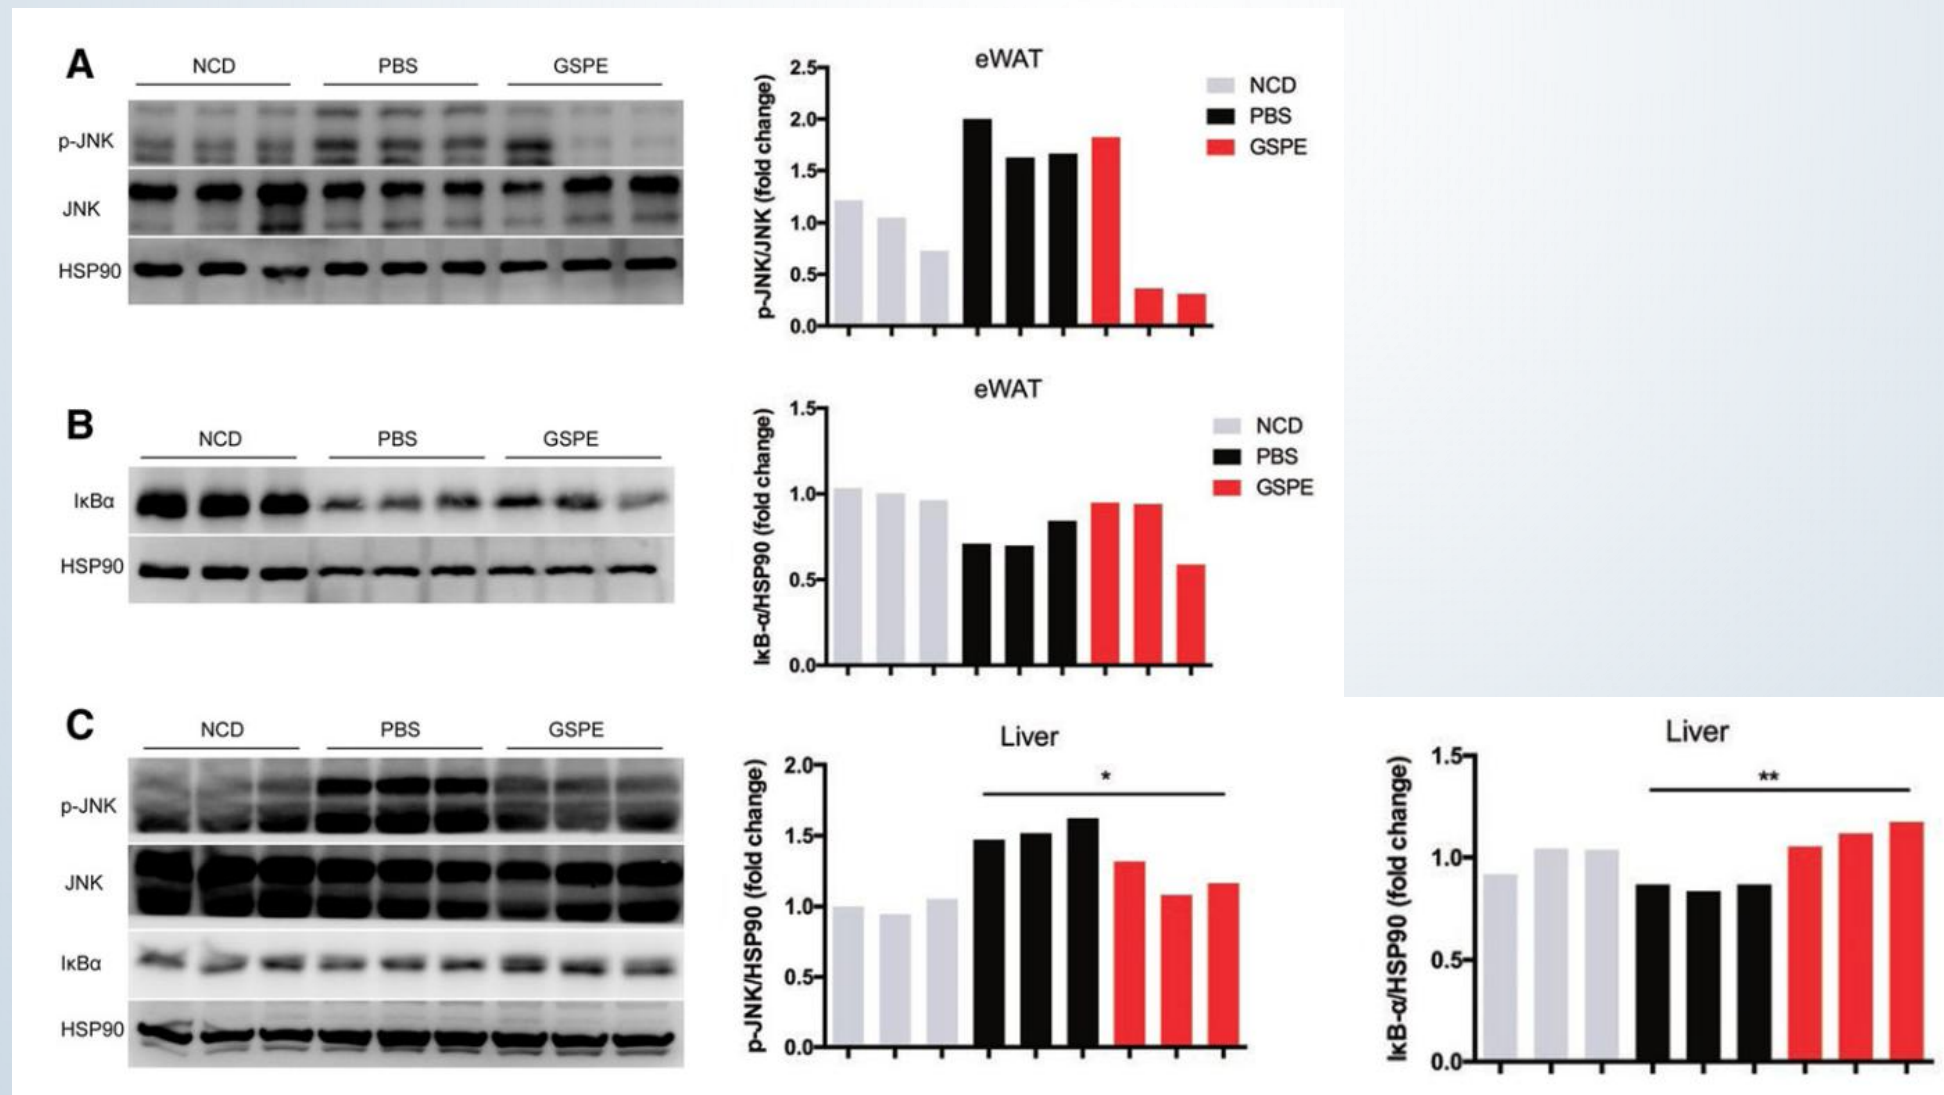 A
NCD PBS GSPE
p-JNK
JNK
HSP90
eWAT
p-JNK/JNK (fold change)
2.5
2.0
1.5
1.0
0.5
0.0
NCD
PBS
GSPE
B
NCD PBS GSPE
IκBα
HSP90
eWAT
IκB-α/HSP90 (fold change)
1.5
1.0
0.5
0.0
NCD
PBS
GSPE
C
NCD PBS GSPE
p-JNK
JNK
IκBα
HSP90
Liver
p-JNK/HSP90 (fold change)
2.0
1.5
1.0
0.5
0.0
*
Liver
IκB-α/HSP90 (fold change)
1.5
1.0
0.5
0.0
**